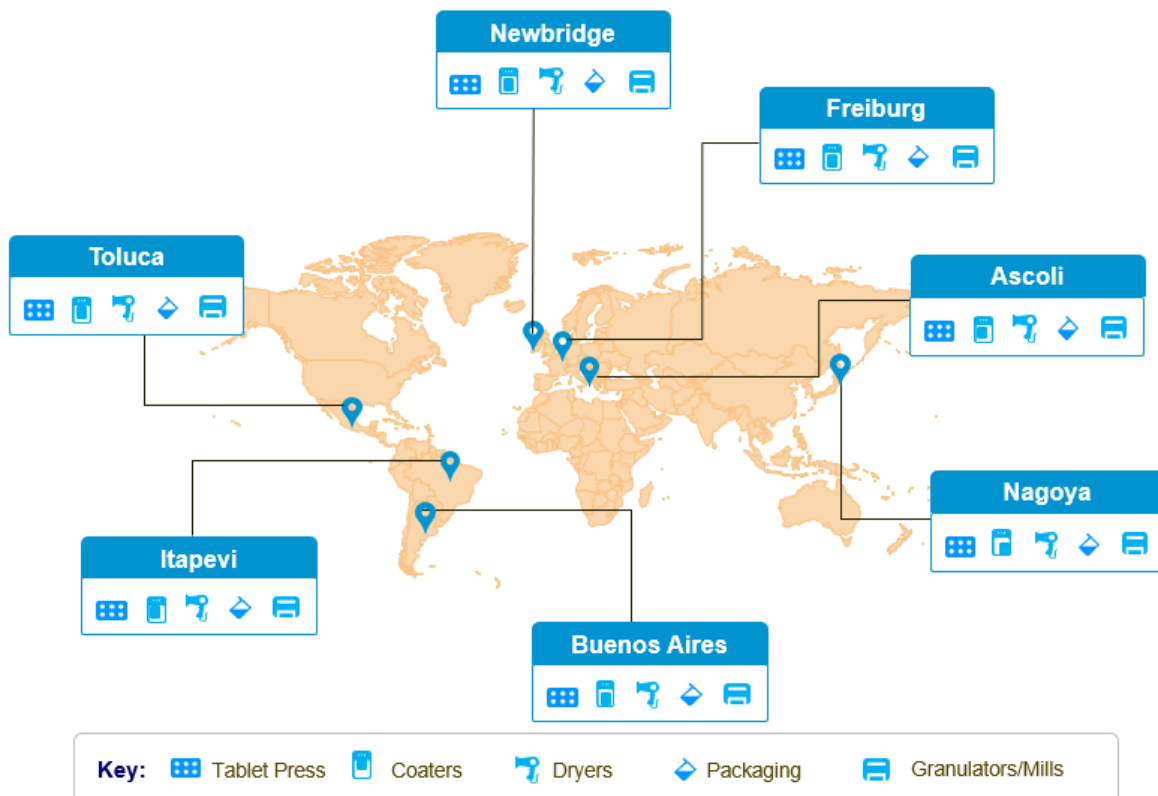 Newbridge
Freiburg
Toluca
Ascoli
Nagoya
Itapevi
Buenos Aires
Key: Tablet Press Coaters Dryers Packaging Granulators/Mills